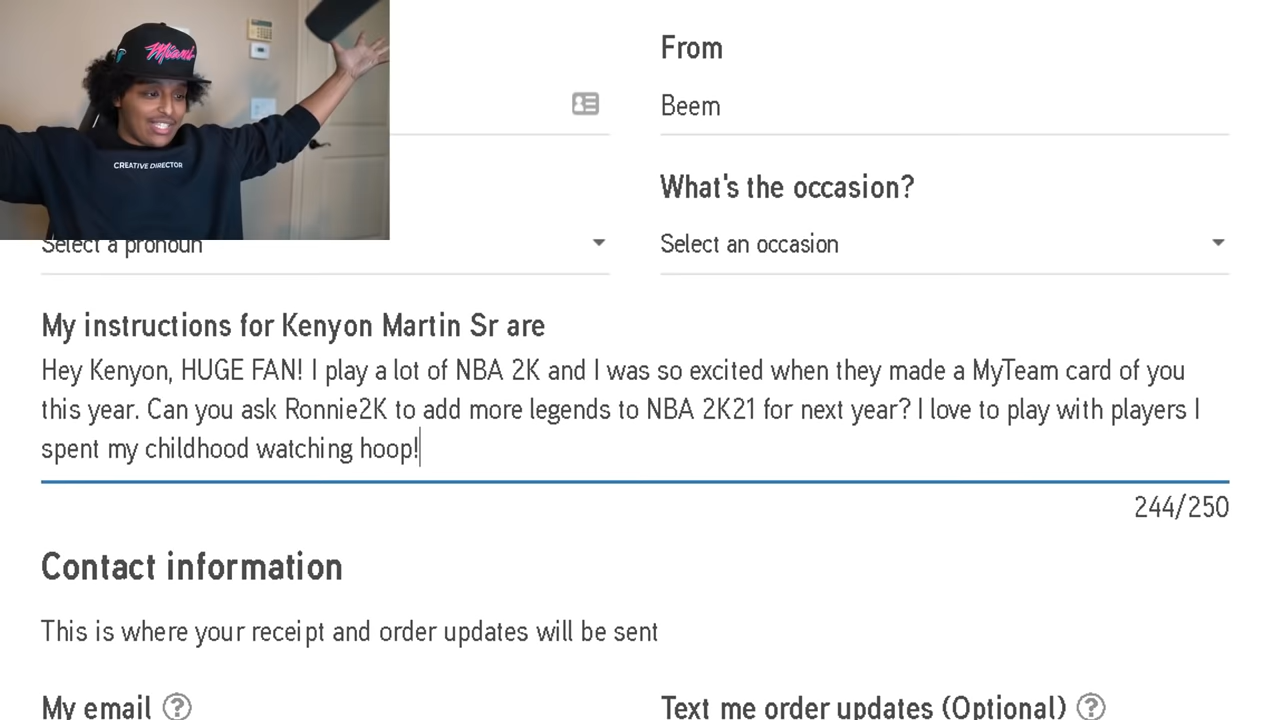 Miami
CREATIVE DIRECTOR
From
Beem
What's the occasion?
Select a pronoun
Select an occasion
My instructions for Kenyon Martin Sr are
Hey Kenyon, HUGE FAN! I play a lot of NBA 2K and I was so excited when they made a MyTeam card of you
this year. Can you ask Ronnie2K to add more legends to NBA 2K21 for next year? I love to play with players I
spent my childhood watching hoop!
244/250
Contact information
This is where your receipt and order updates will be sent
My email ?
Text me order updates (Optional) ?